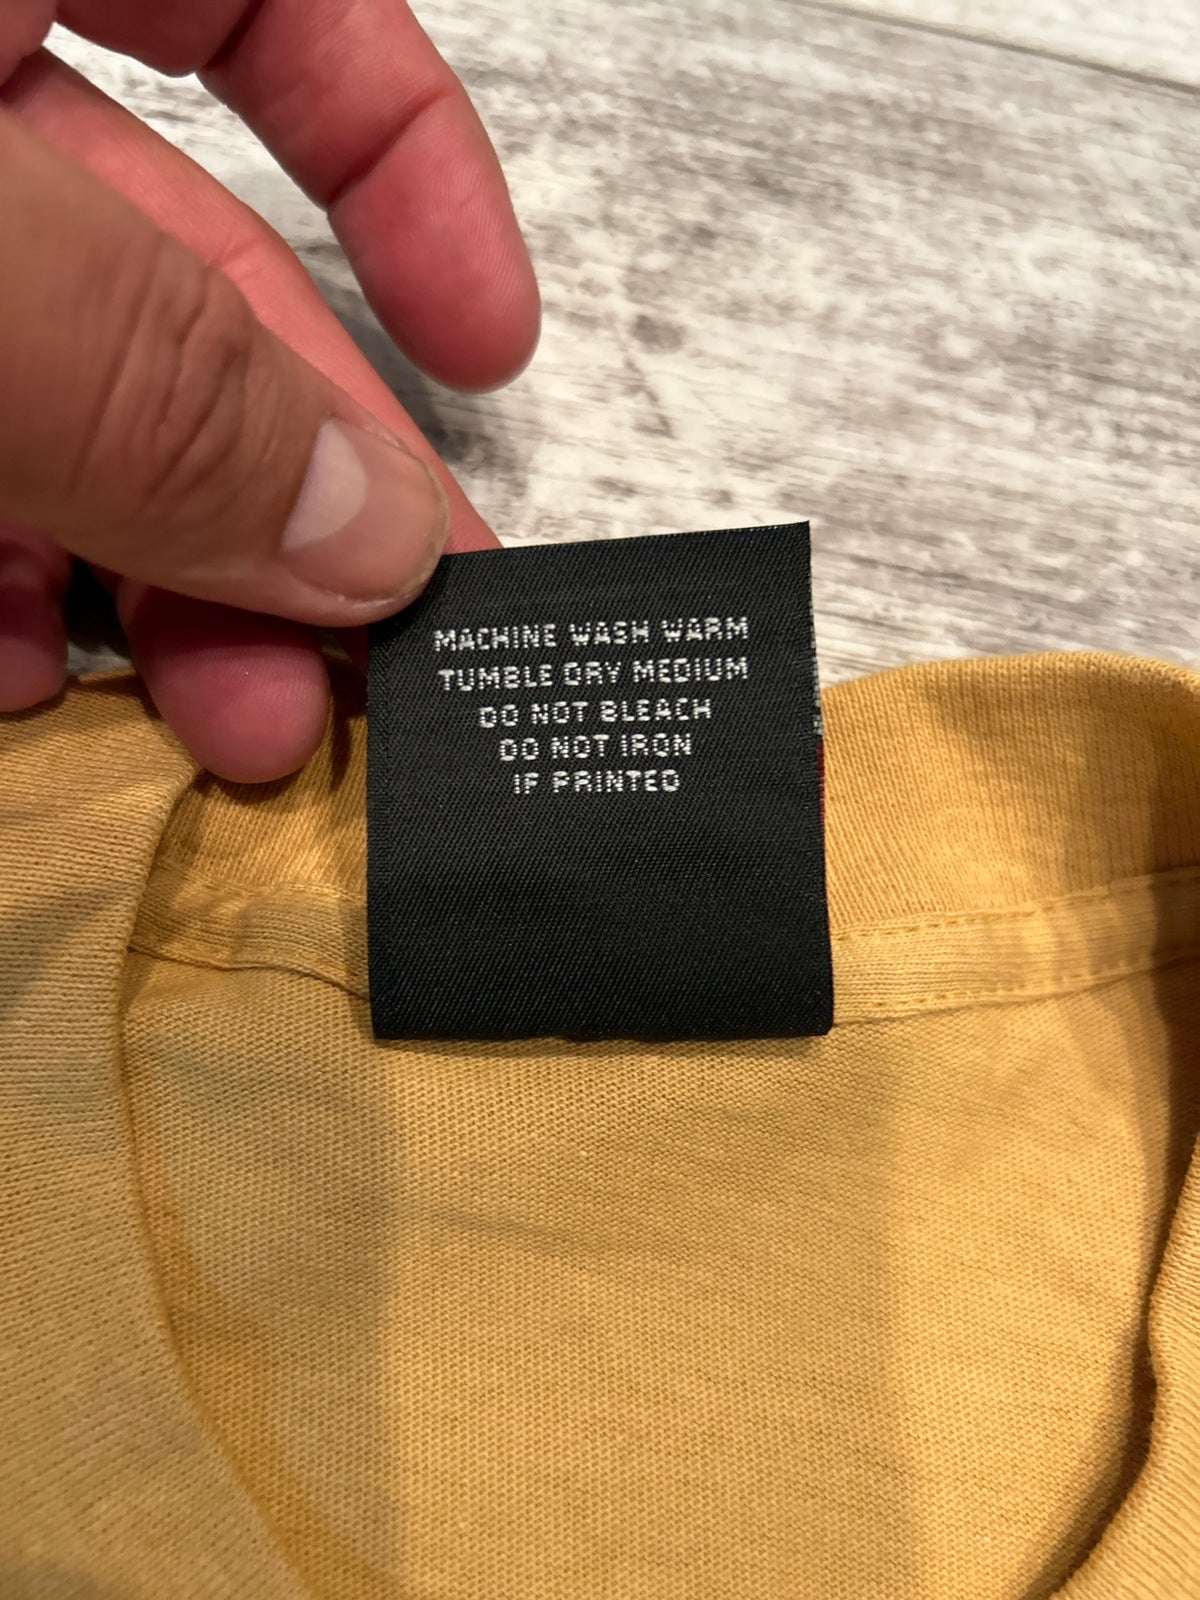 MACHINE WASH WARM
TUMBLE DRY MEDIUM
DO NOT BLEACH
DO NOT IRON
IF PRINTED